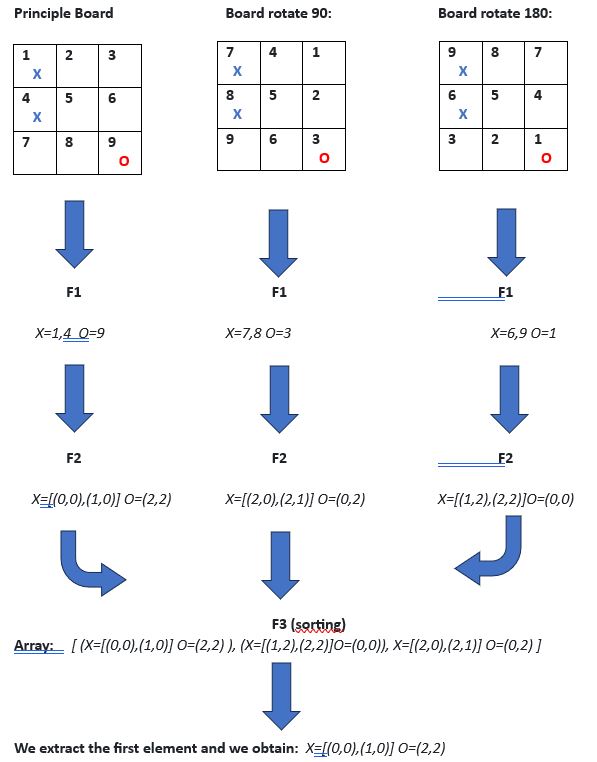 Principle Board Board rotate 90: Board rotate 180:
1 2 3 7 4 1 9 8 7
X X X
4 5 6 8 5 2 6 5 4
X X X
7 8 9 9 6 3 3 2 1
O O O
F1 F1 F1
X=1,4 O=9 X=7,8 O=3 X=6,9 O=1
F2 F2 F2
X=[(0,0),(1,0)] O=(2,2) X=[(2,0),(2,1)] O=(0,2) X=[(1,2),(2,2)]O=(0,0)
F3 (sorting)
Array: [ (X=[(0,0),(1,0)] O=(2,2) ), (X=[(1,2),(2,2)]O=(0,0)), X=[(2,0),(2,1)] O=(0,2) ]
We extract the first element and we obtain: X=[(0,0),(1,0)] O=(2,2)